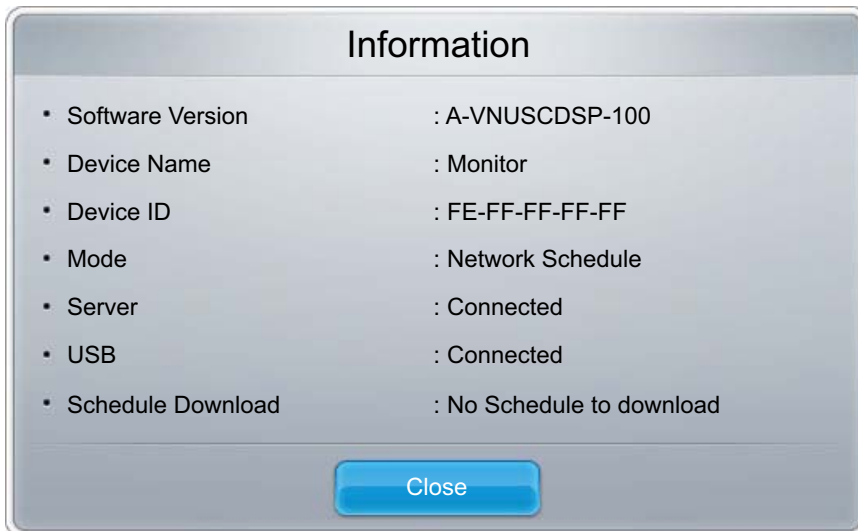 Information
• Software Version : A-VNUSCDSP-100
• Device Name : Monitor
• Device ID : FE-FF-FF-FF-FF
• Mode : Network Schedule
• Server : Connected
• USB : Connected
• Schedule Download : No Schedule to download
Close